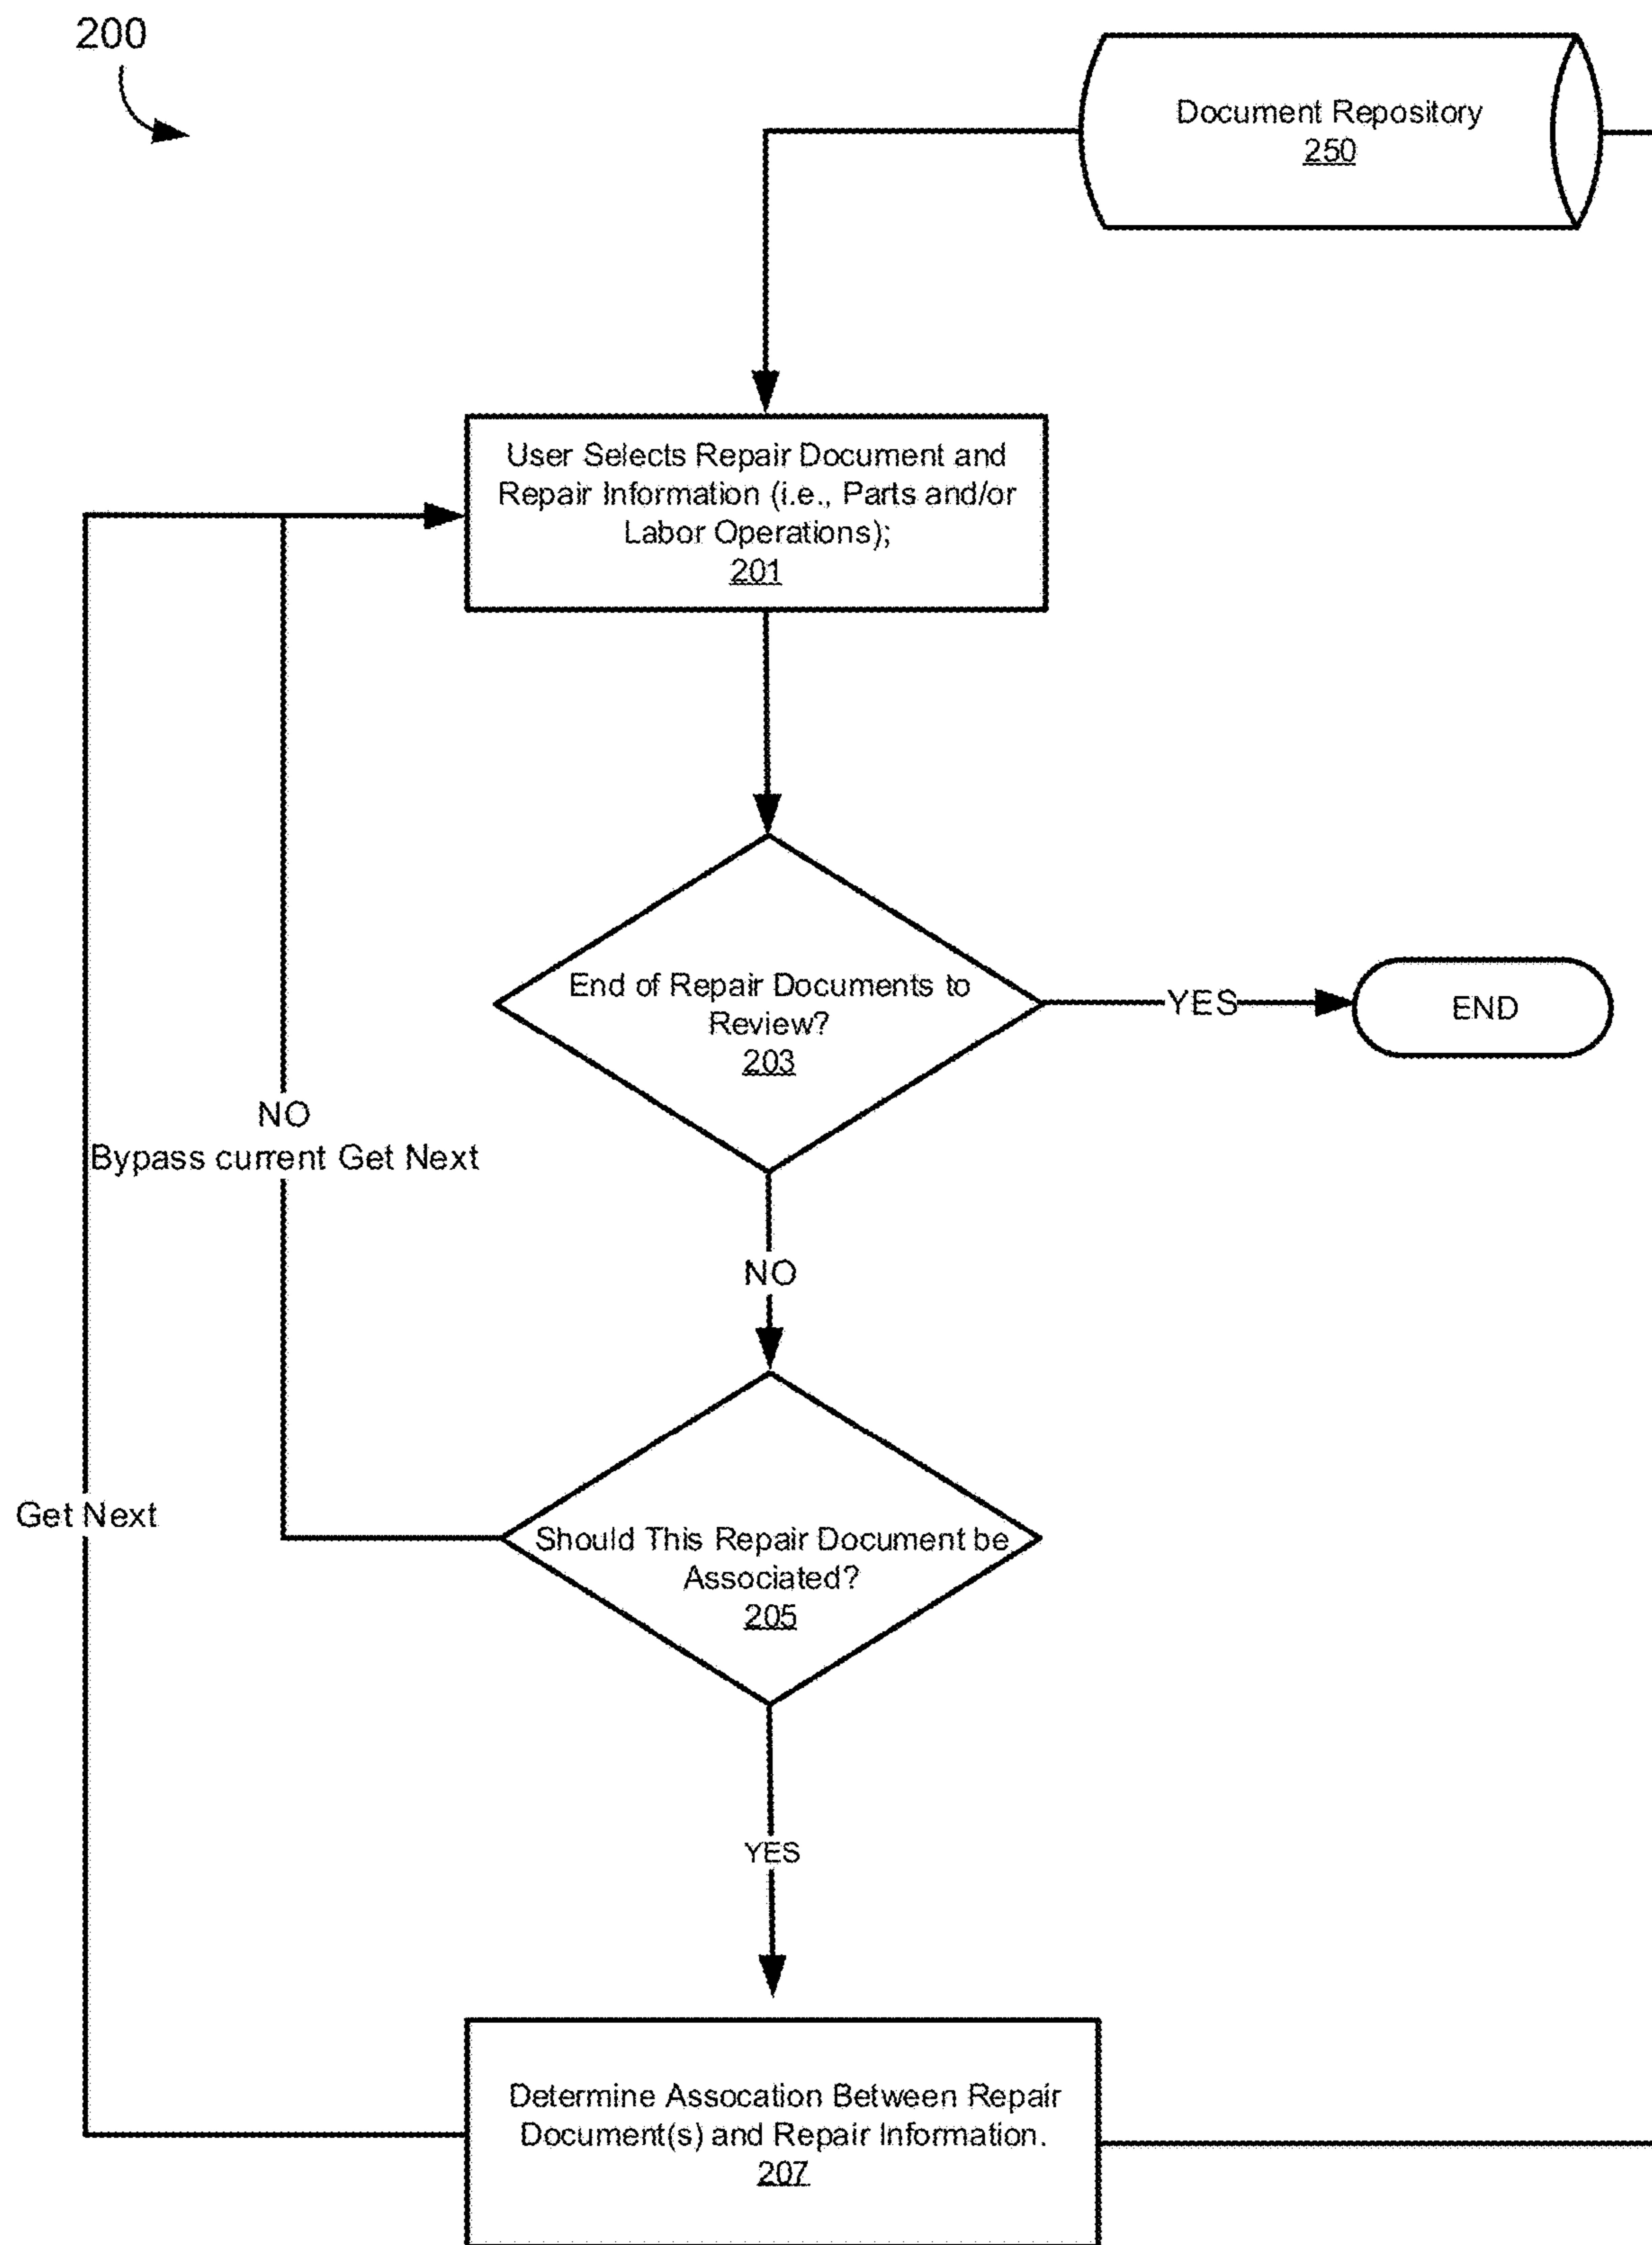 200
Document Repository
250
User Selects Repair Document and
Repair Information (i.e., Parts and/or
Labor Operations);
201
End of Repair Documents to
Review?
203
YES
END
NO
Bypass current Get Next
NO
Get Next
Should This Repair Document be
Associated?
205
YES
Determine Assocation Between Repair
Document(s) and Repair Information.
207